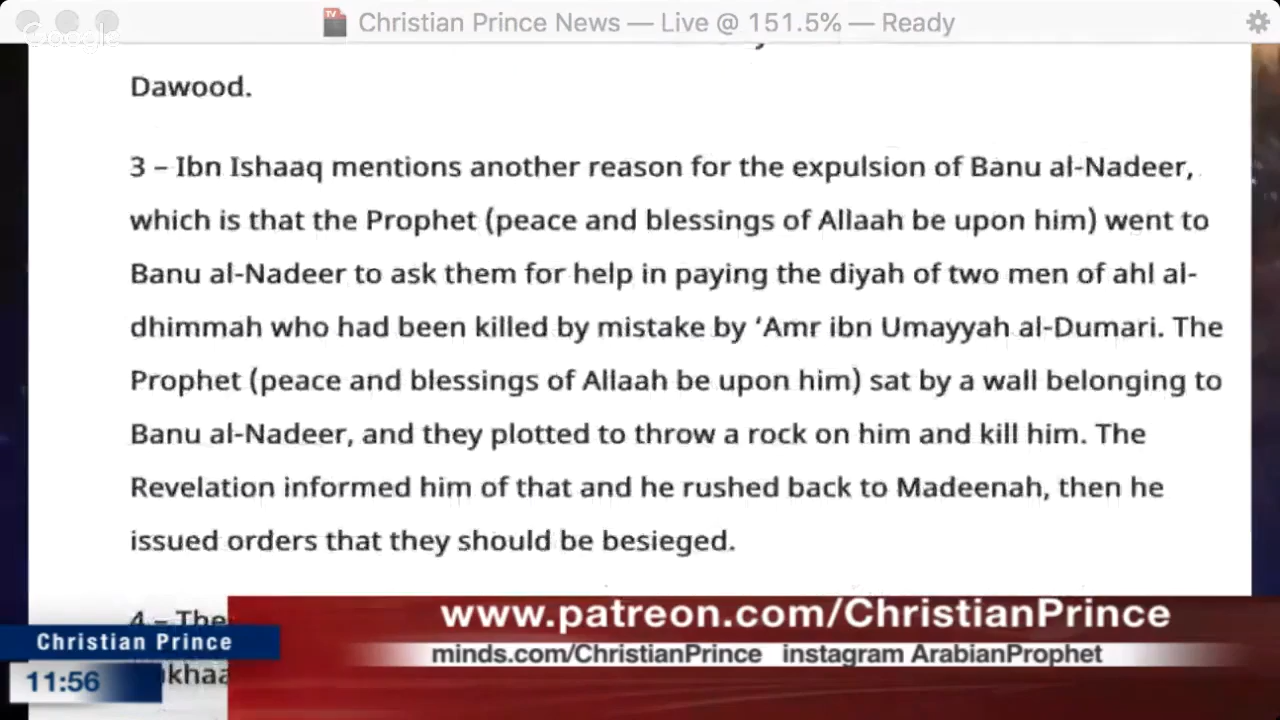 Christian Prince News — Live @ 151.5% — Ready
Google
Dawood.
3 – Ibn Ishaaq mentions another reason for the expulsion of Banu al-Nadeer,
which is that the Prophet (peace and blessings of Allaah be upon him) went to
Banu al-Nadeer to ask them for help in paying the diyah of two men of ahl al-
dhimmah who had been killed by mistake by ‘Amr ibn Umayyah al-Dumari. The
Prophet (peace and blessings of Allaah be upon him) sat by a wall belonging to
Banu al-Nadeer, and they plotted to throw a rock on him and kill him. The
Revelation informed him of that and he rushed back to Madeenah, then he
issued orders that they should be besieged.
4 – The
www.patreon.com/ChristianPrince
Christian Prince
minds.com/ChristianPrince instagram ArabianProphet
11:56